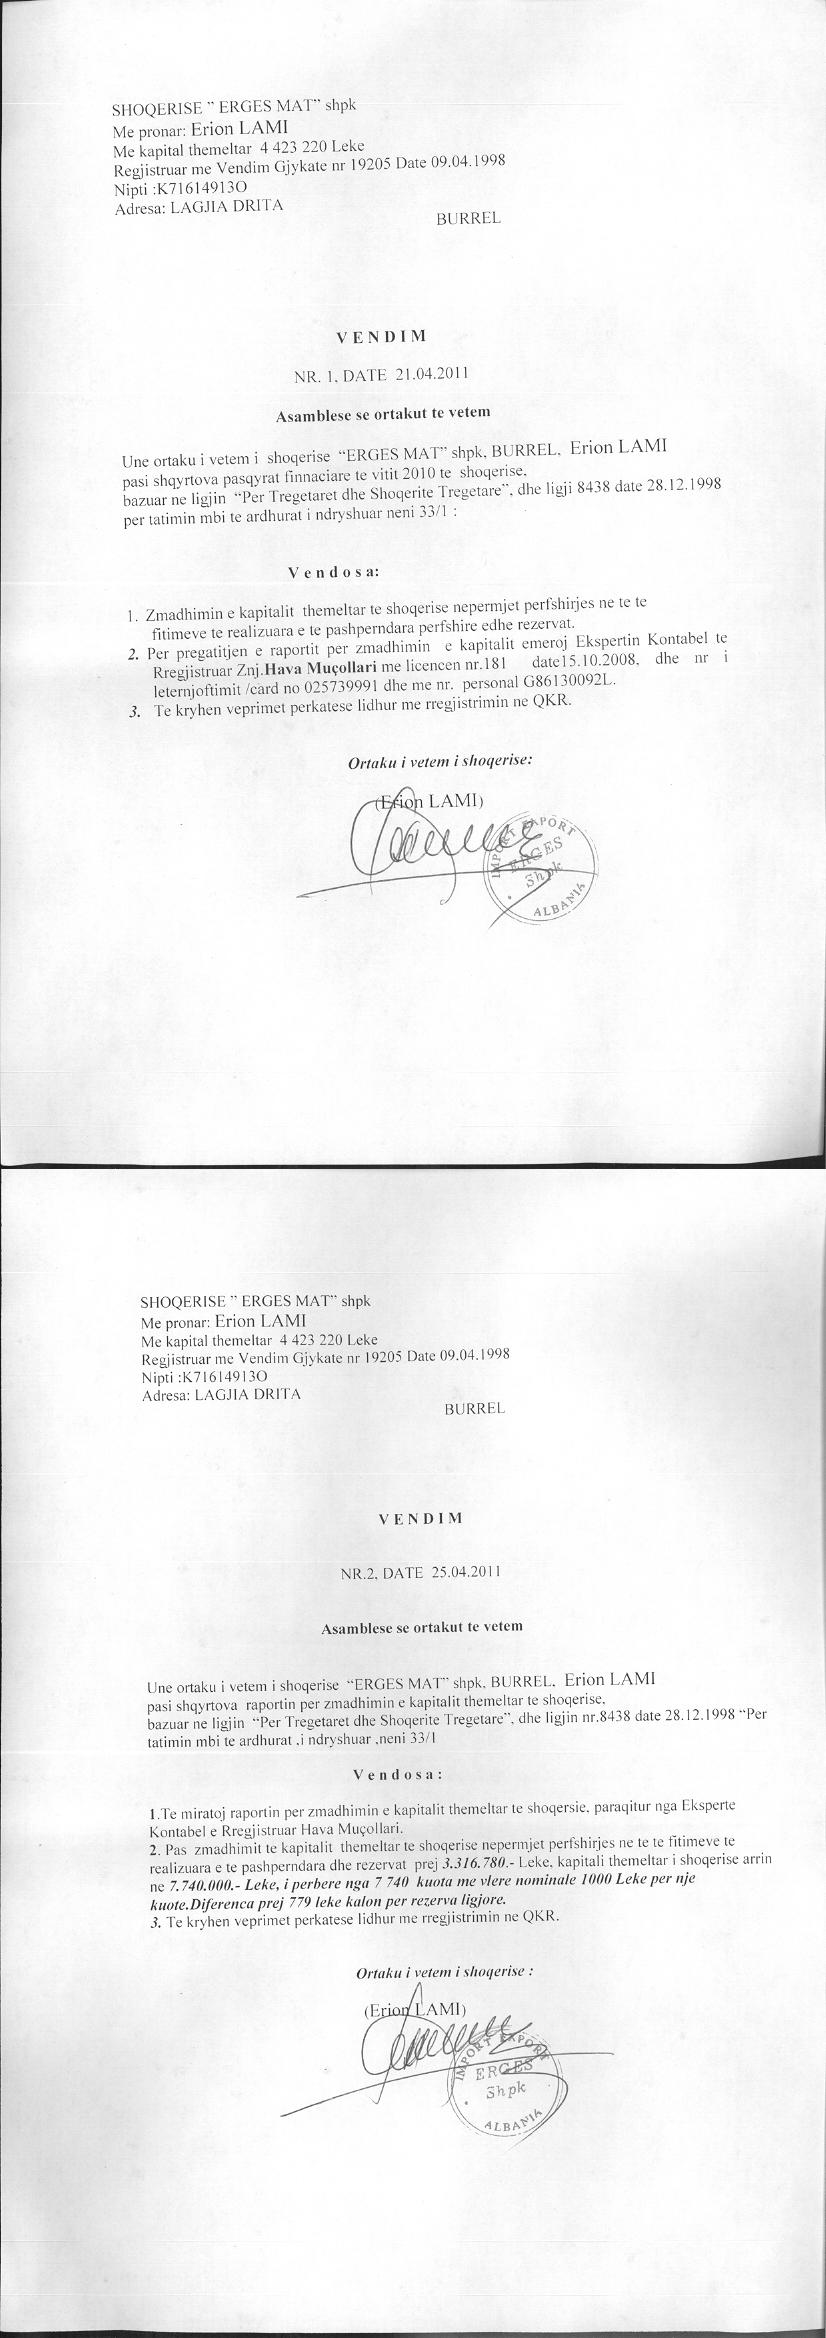 SHOQERISE ” ERGES MAT” shpk
Me pronar: Erion LAMI
Me kapital themeltar 4 423 220 Leke
Regjistruar me Vendim Gjykate nr 19205 Date 09.04.1998
Nipti :K71614913O
Adresa: LAGJIA DRITA
BURREL
V E N D I M
NR. 1, DATE 21.04.2011
Asamblese se ortakut te vetem
Une ortaku i vetem i shoqerise “ERGES MAT” shpk, BURREL, Erion LAMI
pasi shqyrtova pasqyrat finnaciare te vitit 2010 te shoqerise,
bazuar ne ligjin “Per Tregetaret dhe Shoqerite Tregetare”, dhe ligji 8438 date 28.12.1998
per tatimin mbi te ardhurat i ndryshuar neni 33/1 :
V e n d o s a:
1. Zmadhimin e kapitalit themeltar te shoqerise nepermjet perfshirjes ne te te
fitimeve te realizuara e te pashperndara perfshire edhe rezervat.
2. Per pregatitjen e raportit per zmadhimin e kapitalit emeroj Ekspertin Kontabel te
Rregjistruar Znj.Hava Muçollari me licencen nr.181 date15.10.2008, dhe nr i
leternjoftimit /card no 025739991 dhe me nr. personal G86130092L.
3. Te kryhen veprimet perkatese lidhur me rregjistrimin ne QKR.
Ortaku i vetem i shoqerise:
(Erion LAMI)
IMPORT EXPORT
ERGES
Shpk
ALBANIA
SHOQERISE ” ERGES MAT” shpk
Me pronar: Erion LAMI
Me kapital themeltar 4 423 220 Leke
Regjistruar me Vendim Gjykate nr 19205 Date 09.04.1998
Nipti :K71614913O
Adresa: LAGJIA DRITA
BURREL
V E N D I M
NR.2, DATE 25.04.2011
Asamblese se ortakut te vetem
Une ortaku i vetem i shoqerise “ERGES MAT” shpk, BURREL, Erion LAMI
pasi shqyrtova raportin per zmadhimin e kapitalit themeltar te shoqerise,
bazuar ne ligjin “Per Tregetaret dhe Shoqerite Tregetare”, dhe ligjin nr.8438 date 28.12.1998 “Per
tatimin mbi te ardhurat ,i ndryshuar ,neni 33/1
V e n d o s a :
1.Te miratoj raportin per zmadhimin e kapitalit themeltar te shoqersie, paraqitur nga Eksperte
Kontabel e Rregjistruar Hava Muçollari.
2. Pas zmadhimit te kapitalit themeltar te shoqerise nepermjet perfshirjes ne te te fitimeve te
realizuara e te pashperndara dhe rezervat prej 3.316.780.- Leke, kapitali themeltar i shoqerise arrin
ne 7.740.000.- Leke, i perbere nga 7 740 kuota me vlere nominale 1000 Leke per nje
kuote.Diferenca prej 779 leke kalon per rezerva ligjore.
3. Te kryhen veprimet perkatese lidhur me rregjistrimin ne QKR.
Ortaku i vetem i shoqerise :
(Erion LAMI)
IMPORT EXPORT
ERGES
Shpk
ALBANIA